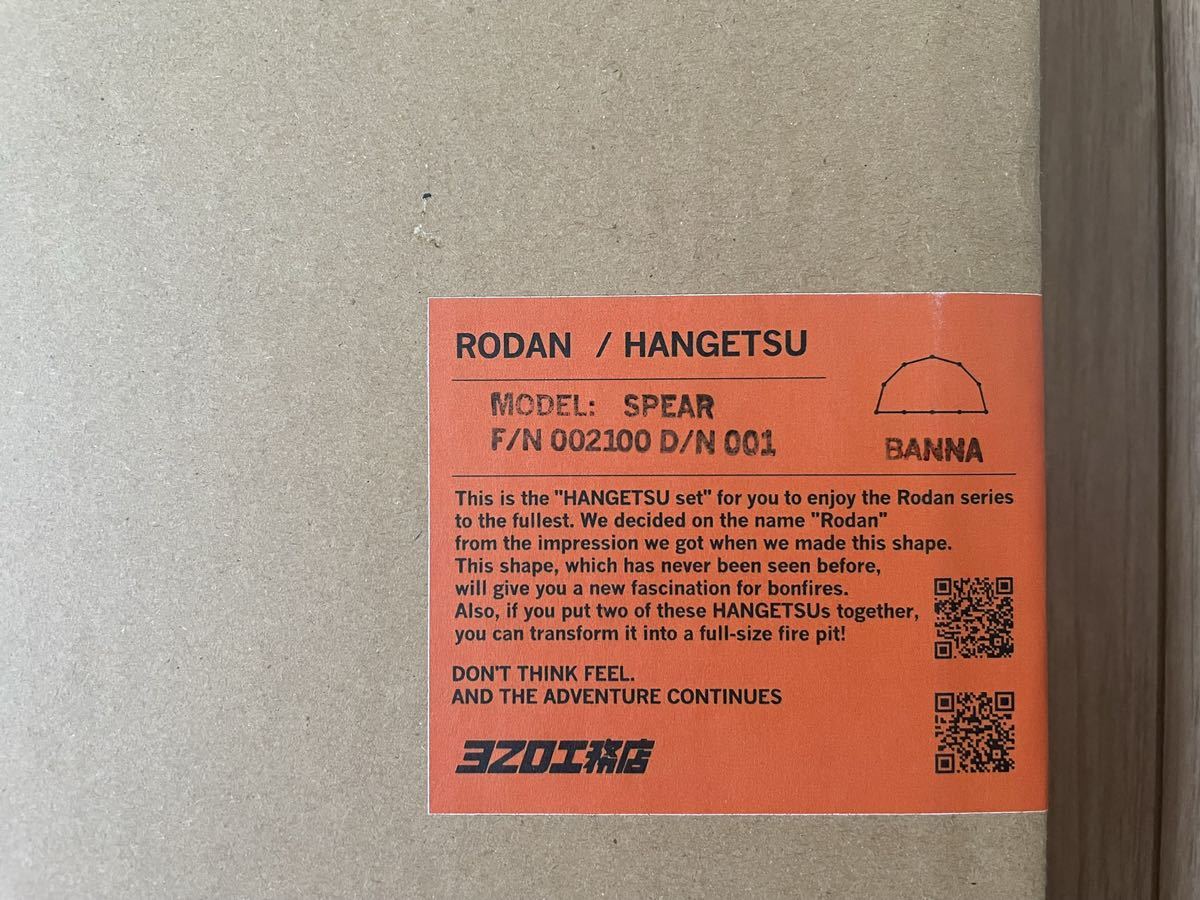 RODAN / HANGETSU
MODEL: SPEAR
F/N 002100 D/N 001
BANNA
This is the "HANGETSU set" for you to enjoy the Rodan series
to the fullest. We decided on the name "Rodan"
from the impression we got when we made this shape.
This shape, which has never been seen before,
will give you a new fascination for bonfires.
Also, if you put two of these HANGETSUs together,
you can transform it into a full-size fire pit!
DON'T THINK FEEL.
AND THE ADVENTURE CONTINUES
ヨZロ工務店